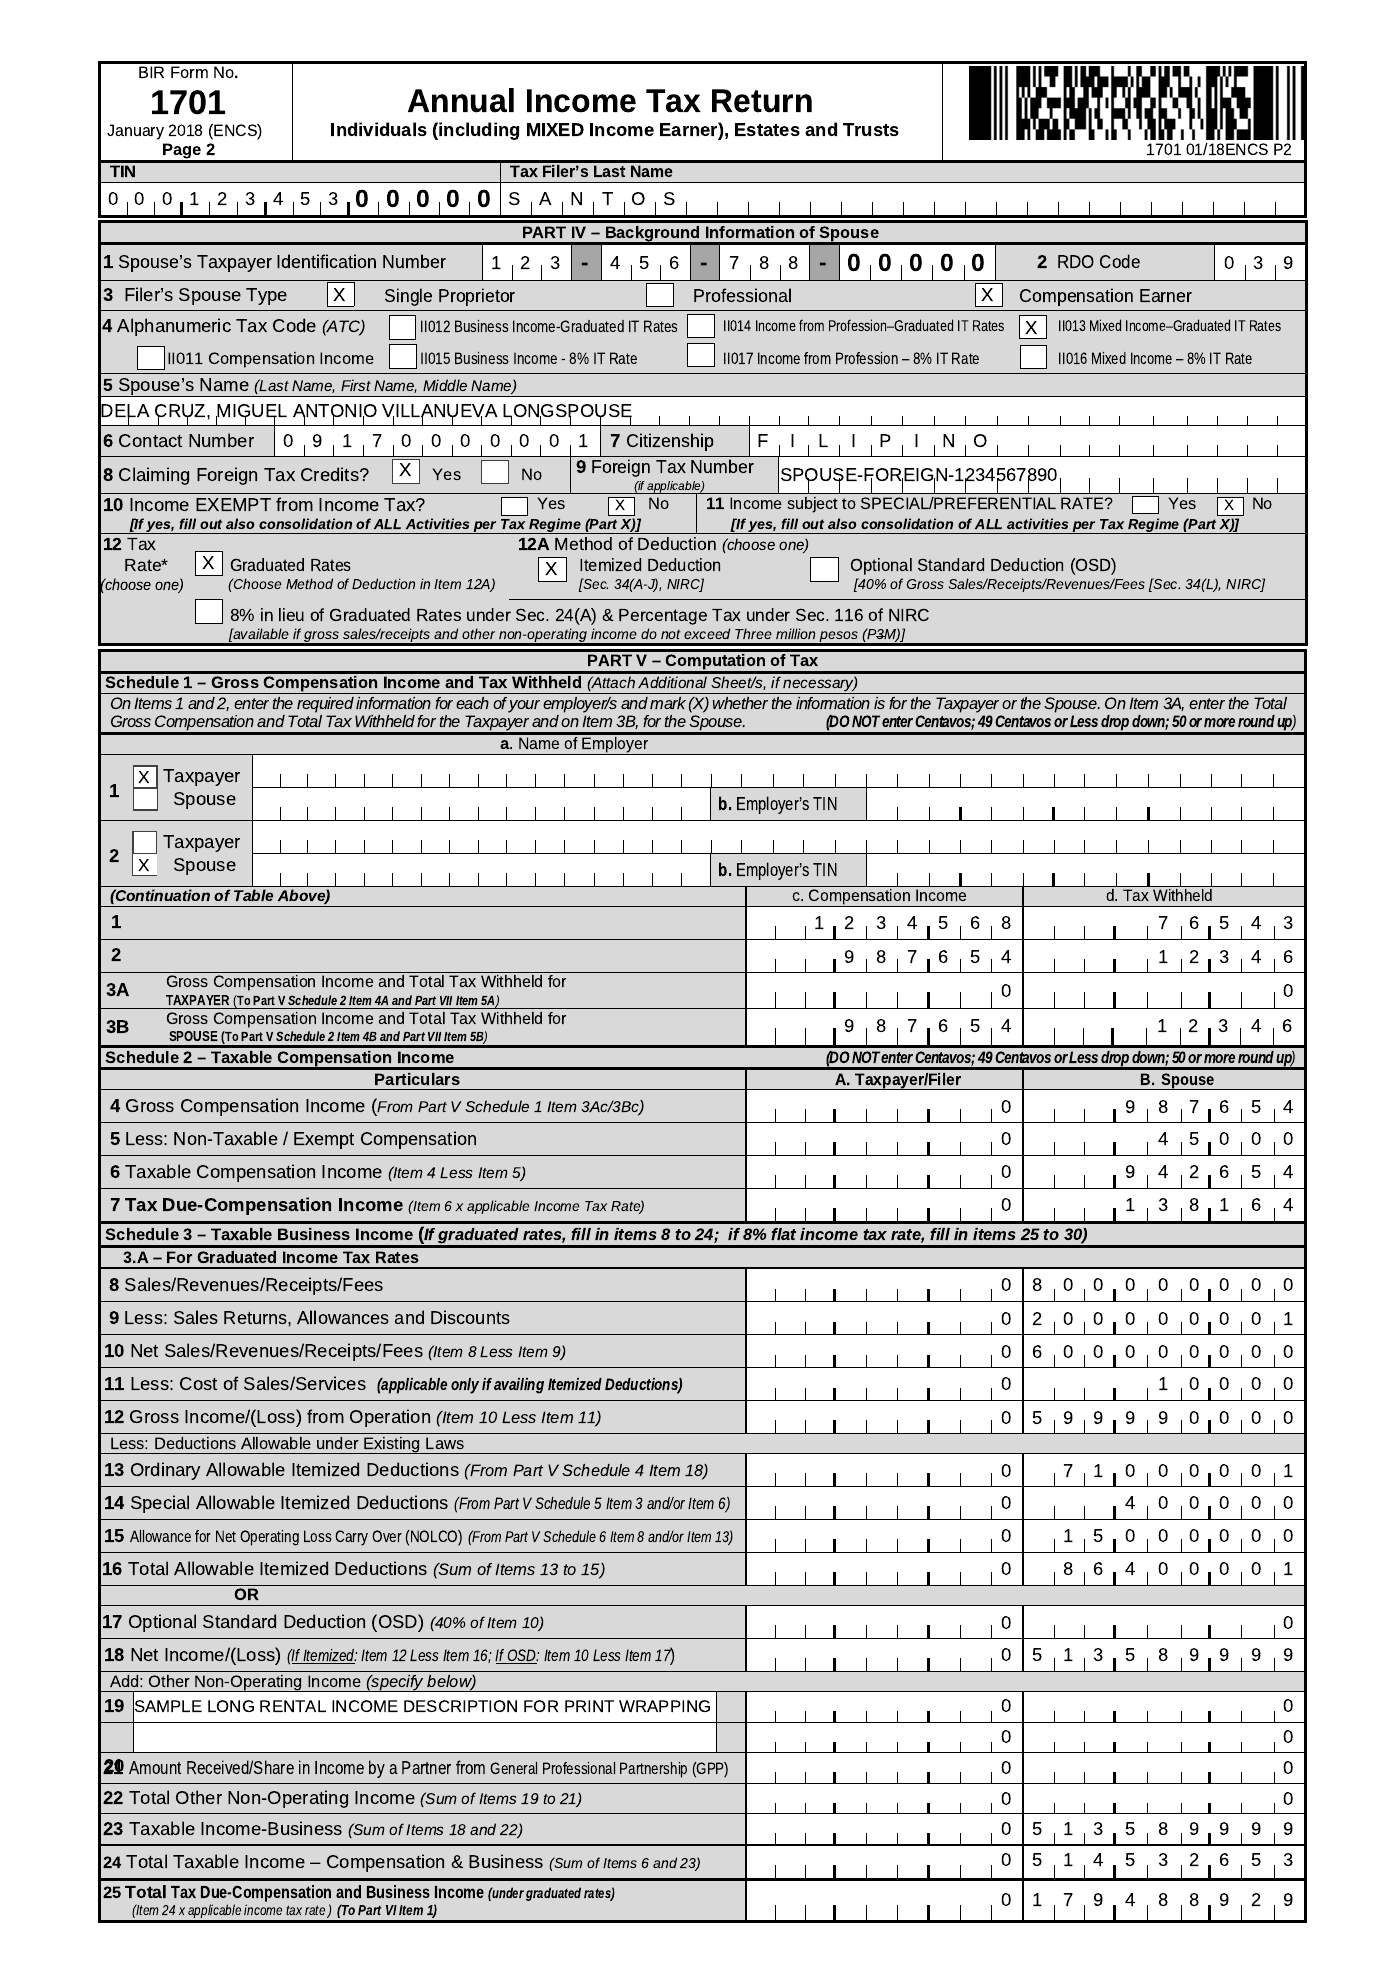 BIR Form No.
1701
January 2018 (ENCS)
Page 2
Annual Income Tax Return
Individuals (including MIXED Income Earner), Estates and Trusts
1701 01/18ENCS P2
TIN Tax Filer's Last Name
0 0 0 1 2 3 4 5 3 0 0 0 0 0 S A N T O S
PART IV – Background Information of Spouse
1 Spouse's Taxpayer Identification Number 1 2 3 - 4 5 6 - 7 8 8 - 0 0 0 0 0 2 RDO Code 0 3 9
3 Filer's Spouse Type X Single Proprietor Professional X Compensation Earner
4 Alphanumeric Tax Code (ATC) II012 Business Income-Graduated IT Rates II014 Income from Profession–Graduated IT Rates X II013 Mixed Income–Graduated IT Rates
II011 Compensation Income II015 Business Income - 8% IT Rate II017 Income from Profession – 8% IT Rate II016 Mixed Income – 8% IT Rate
5 Spouse's Name (Last Name, First Name, Middle Name)
DELA CRUZ, MIGUEL ANTONIO VILLANUEVA LONGSPOUSE
6 Contact Number 0 9 1 7 0 0 0 0 0 0 1 7 Citizenship F I L I P I N O
8 Claiming Foreign Tax Credits? X Yes No 9 Foreign Tax Number SPOUSE-FOREIGN-1234567890
(if applicable)
10 Income EXEMPT from Income Tax? Yes X No 11 Income subject to SPECIAL/PREFERENTIAL RATE? Yes X No
[If yes, fill out also consolidation of ALL Activities per Tax Regime (Part X)] [If yes, fill out also consolidation of ALL activities per Tax Regime (Part X)]
12 Tax 12A Method of Deduction (choose one)
Rate* X Graduated Rates X Itemized Deduction Optional Standard Deduction (OSD)
(choose one) (Choose Method of Deduction in Item 12A) [Sec. 34(A-J), NIRC] [40% of Gross Sales/Receipts/Revenues/Fees [Sec. 34(L), NIRC]
8% in lieu of Graduated Rates under Sec. 24(A) & Percentage Tax under Sec. 116 of NIRC
[available if gross sales/receipts and other non-operating income do not exceed Three million pesos (P3M)]
PART V – Computation of Tax
Schedule 1 – Gross Compensation Income and Tax Withheld (Attach Additional Sheet/s, if necessary)
On Items 1 and 2, enter the required information for each of your employer/s and mark (X) whether the information is for the Taxpayer or the Spouse. On Item 3A, enter the Total
Gross Compensation and Total Tax Withheld for the Taxpayer and on Item 3B, for the Spouse. (DO NOT enter Centavos; 49 Centavos or Less drop down; 50 or more round up)
a. Name of Employer
1 X Taxpayer
Spouse b. Employer's TIN
2 Taxpayer
X Spouse b. Employer's TIN
(Continuation of Table Above) c. Compensation Income d. Tax Withheld
1 1 2 3 4 5 6 8 7 6 5 4 3
2 9 8 7 6 5 4 1 2 3 4 6
3A Gross Compensation Income and Total Tax Withheld for 0 0
TAXPAYER (To Part V Schedule 2 Item 4A and Part VII Item 5A)
3B Gross Compensation Income and Total Tax Withheld for 9 8 7 6 5 4 1 2 3 4 6
SPOUSE (To Part V Schedule 2 Item 4B and Part VII Item 5B)
Schedule 2 – Taxable Compensation Income (DO NOT enter Centavos; 49 Centavos or Less drop down; 50 or more round up)
Particulars A. Taxpayer/Filer B. Spouse
4 Gross Compensation Income (From Part V Schedule 1 Item 3Ac/3Bc) 0 9 8 7 6 5 4
5 Less: Non-Taxable / Exempt Compensation 0 4 5 0 0 0
6 Taxable Compensation Income (Item 4 Less Item 5) 0 9 4 2 6 5 4
7 Tax Due-Compensation Income (Item 6 x applicable Income Tax Rate) 0 1 3 8 1 6 4
Schedule 3 – Taxable Business Income (If graduated rates, fill in items 8 to 24; if 8% flat income tax rate, fill in items 25 to 30)
3.A – For Graduated Income Tax Rates
8 Sales/Revenues/Receipts/Fees 0 8 0 0 0 0 0 0 0 0
9 Less: Sales Returns, Allowances and Discounts 0 2 0 0 0 0 0 0 0 1
10 Net Sales/Revenues/Receipts/Fees (Item 8 Less Item 9) 0 6 0 0 0 0 0 0 0 0
11 Less: Cost of Sales/Services (applicable only if availing Itemized Deductions) 0 1 0 0 0 0
12 Gross Income/(Loss) from Operation (Item 10 Less Item 11) 0 5 9 9 9 9 0 0 0 0
Less: Deductions Allowable under Existing Laws
13 Ordinary Allowable Itemized Deductions (From Part V Schedule 4 Item 18) 0 7 1 0 0 0 0 0 1
14 Special Allowable Itemized Deductions (From Part V Schedule 5 Item 3 and/or Item 6) 0 4 0 0 0 0 0
15 Allowance for Net Operating Loss Carry Over (NOLCO) (From Part V Schedule 6 Item 8 and/or Item 13) 0 1 5 0 0 0 0 0 0
16 Total Allowable Itemized Deductions (Sum of Items 13 to 15) 0 8 6 4 0 0 0 0 1
OR
17 Optional Standard Deduction (OSD) (40% of Item 10) 0 0
18 Net Income/(Loss) (If Itemized: Item 12 Less Item 16; If OSD: Item 10 Less Item 17) 0 5 1 3 5 8 9 9 9 9
Add: Other Non-Operating Income (specify below)
19 SAMPLE LONG RENTAL INCOME DESCRIPTION FOR PRINT WRAPPING 0 0
0 0
Amount Received/Share in Income by a Partner from General Professional Partnership (GPP) 0 0
22 Total Other Non-Operating Income (Sum of Items 19 to 21) 0 0
23 Taxable Income-Business (Sum of Items 18 and 22) 0 5 1 3 5 8 9 9 9 9
24 Total Taxable Income – Compensation & Business (Sum of Items 6 and 23) 0 5 1 4 5 3 2 6 5 3
25 Total Tax Due-Compensation and Business Income (under graduated rates) 0 1 7 9 4 8 8 9 2 9
(Item 24 x applicable income tax rate ) (To Part VI Item 1)